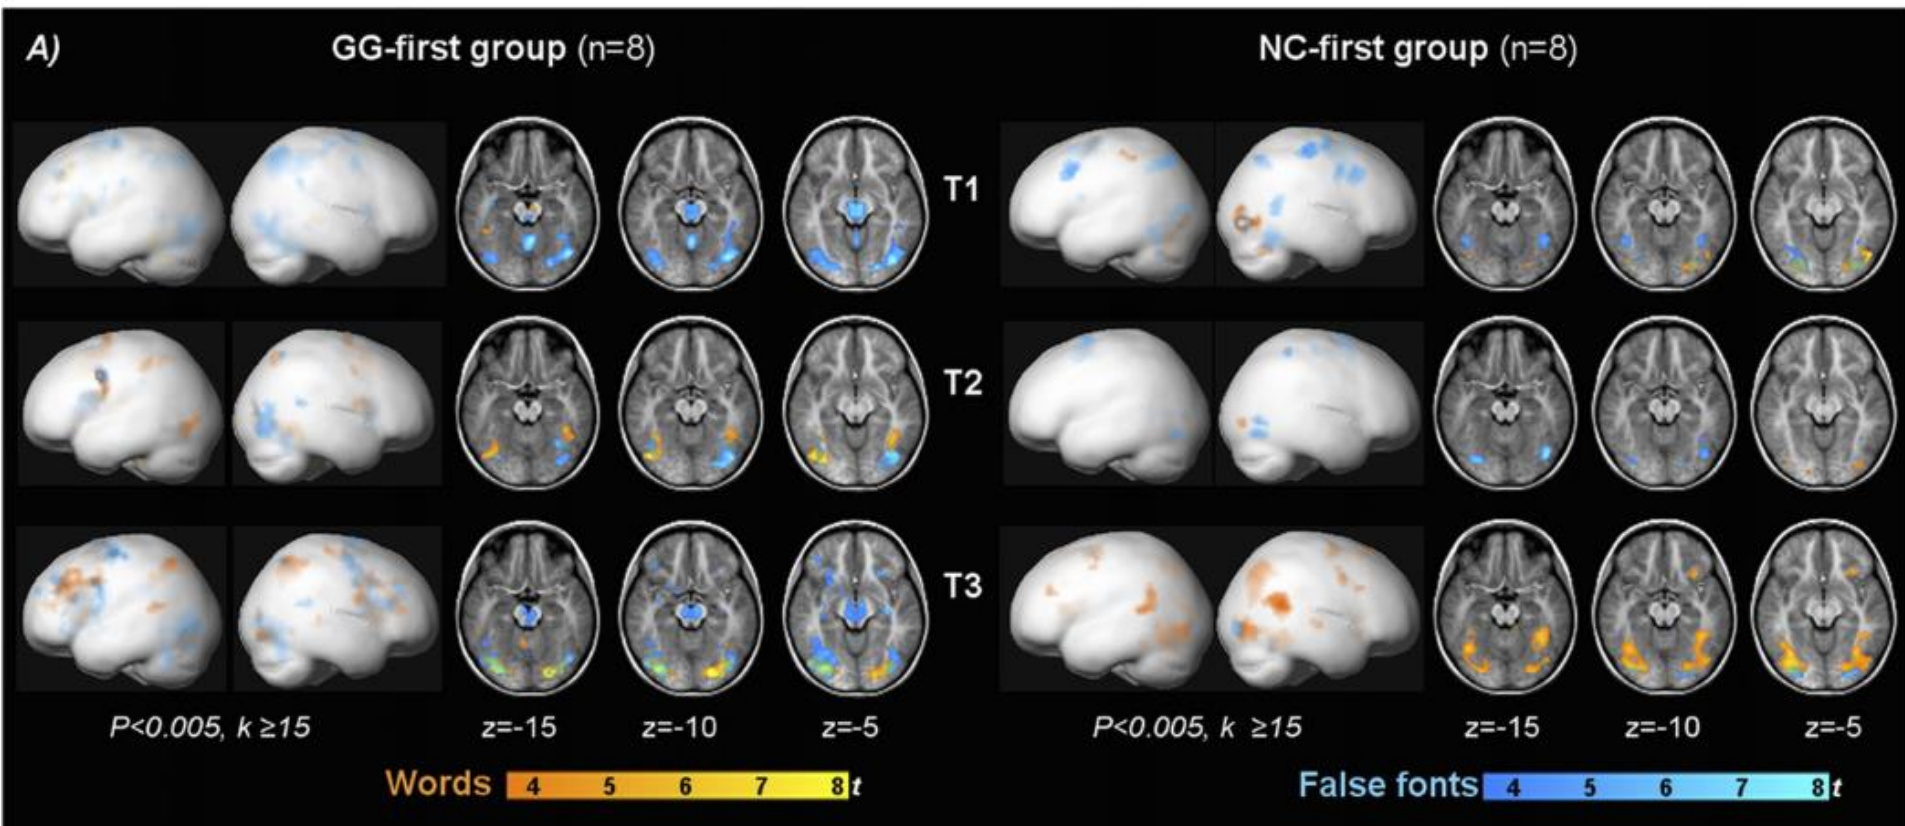 A)
GG-first group (n=8)
NC-first group (n=8)
T1
T2
T3
P<0.005, k ≥15
z=-15
z=-10
z=-5
P<0.005, k ≥15
z=-15
z=-10
z=-5
Words 4 5 6 7 8 t
False fonts 4 5 6 7 8 t